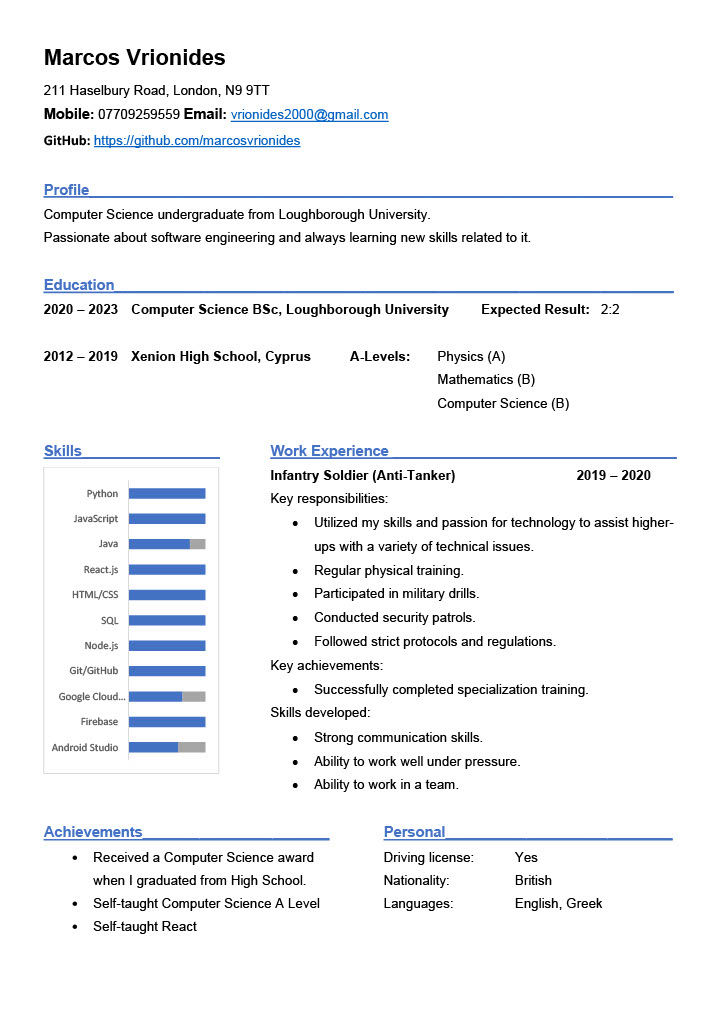 Marcos Vrionides
211 Haselbury Road, London, N9 9TT
Mobile: 07709259559 Email: vrionides2000@gmail.com
GitHub: https://github.com/marcosvrionides
Profile
Computer Science undergraduate from Loughborough University.
Passionate about software engineering and always learning new skills related to it.
Education
2020 – 2023 Computer Science BSc, Loughborough University Expected Result: 2:2
2012 – 2019 Xenion High School, Cyprus A-Levels: Physics (A)
Mathematics (B)
Computer Science (B)
Skills
Python
JavaScript
Java
React.js
HTML/CSS
SQL
Node.js
Git/GitHub
Google Cloud...
Firebase
Android Studio
Work Experience
Infantry Soldier (Anti-Tanker) 2019 – 2020
Key responsibilities:
• Utilized my skills and passion for technology to assist higher-
ups with a variety of technical issues.
• Regular physical training.
• Participated in military drills.
• Conducted security patrols.
• Followed strict protocols and regulations.
Key achievements:
• Successfully completed specialization training.
Skills developed:
• Strong communication skills.
• Ability to work well under pressure.
• Ability to work in a team.
Achievements
• Received a Computer Science award
when I graduated from High School.
• Self-taught Computer Science A Level
• Self-taught React
Personal
Driving license: Yes
Nationality: British
Languages: English, Greek